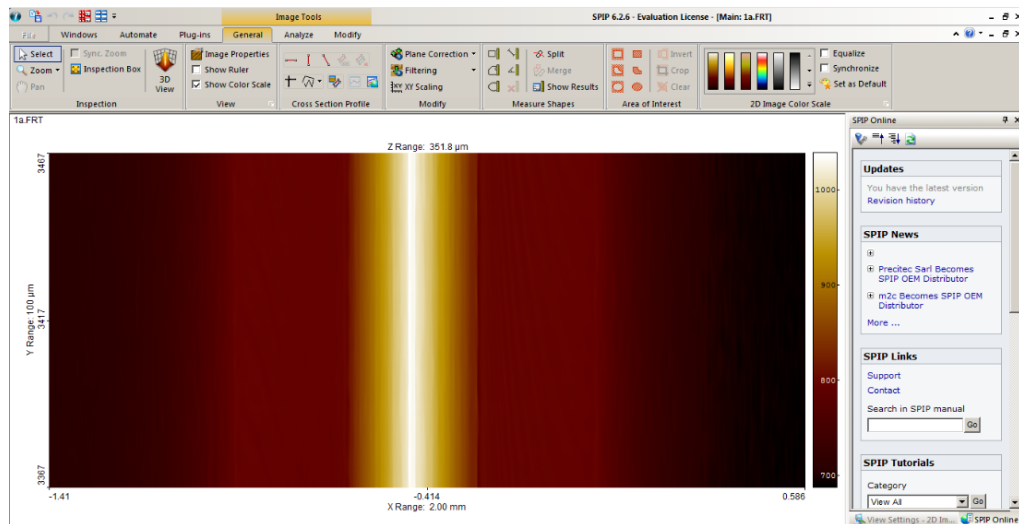 Image Tools
SPIP 6.2.6 - Evaluation License - [Main: 1a.FRT]
File Windows Automate Plug-ins General Analyze Modify
Select
Sync. Zoom
Zoom
Inspection Box
Pan
3D
View
Inspection
Image Properties
Show Ruler
Show Color Scale
View
Cross Section Profile
Plane Correction
Filtering
XY XY Scaling
Modify
Split
Merge
Show Results
Measure Shapes
Invert
Crop
Clear
Area of Interest
2D Image Color Scale
Equalize
Synchronize
Set as Default
1a.FRT
Z Range: 351.8 µm
3467
3417
3367
Y Range: 100 µm
-1.41
-0.414
0.586
X Range: 2.00 mm
1000
900
800
700
SPIP Online
Updates
You have the latest version
Revision history
SPIP News
Precitec Sarl Becomes
SPIP OEM Distributor
m2c Becomes SPIP OEM
Distributor
More ...
SPIP Links
Support
Contact
Search in SPIP manual
Go
SPIP Tutorials
Category
View All
Go
View Settings - 2D Im...
SPIP Online